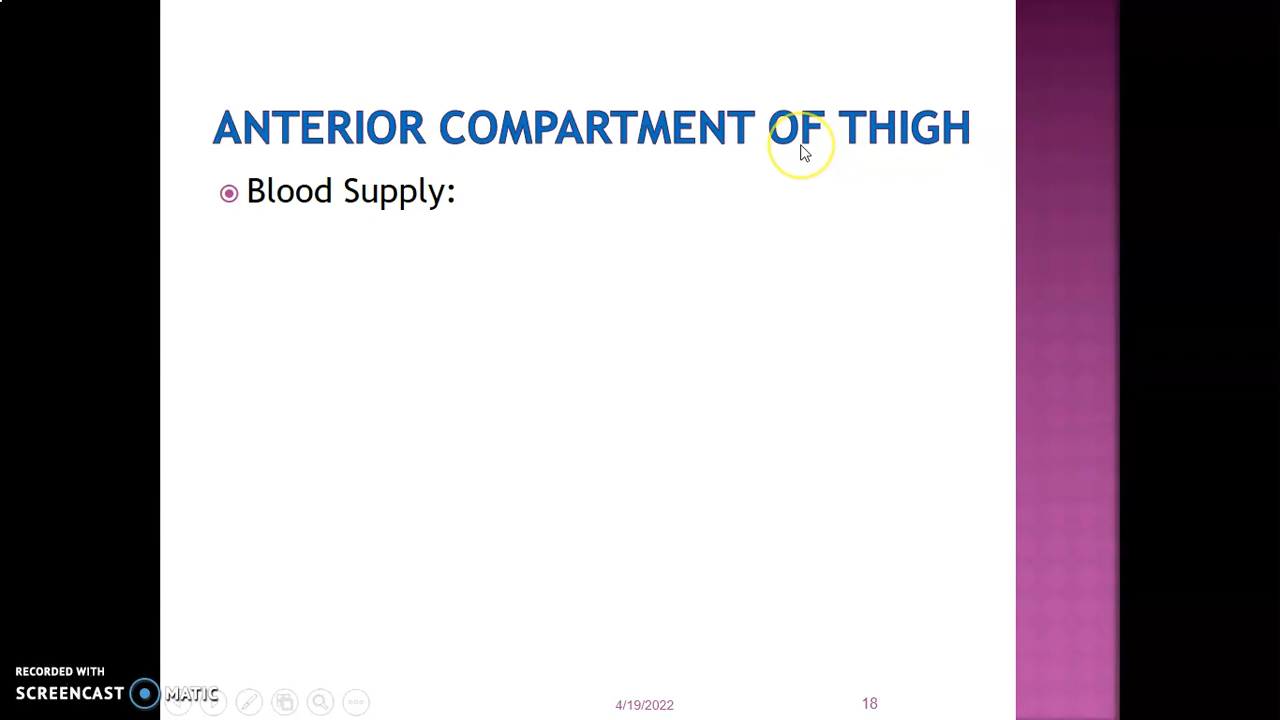 ANTERIOR COMPARTMENT OF THIGH
Blood Supply:
RECORDED WITH
SCREENCAST MATIC
4/19/2022
18